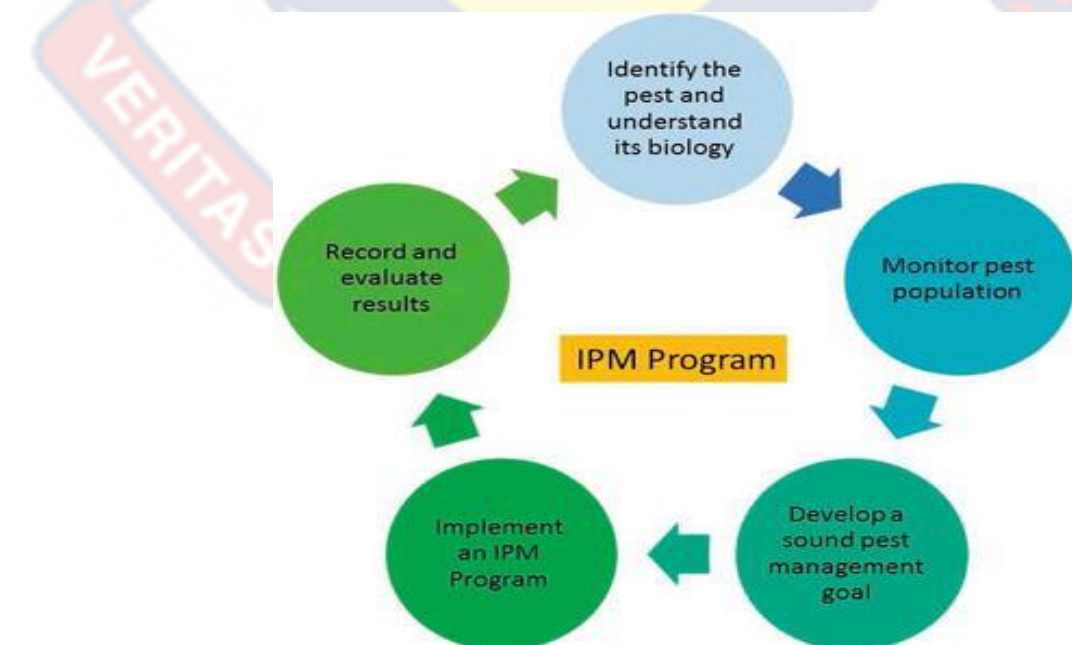 VERITAS
Identify the
pest and
understand
its biology
Monitor pest
population
Develop a
sound pest
management
goal
Implement
an IPM
Program
Record and
evaluate
results
IPM Program